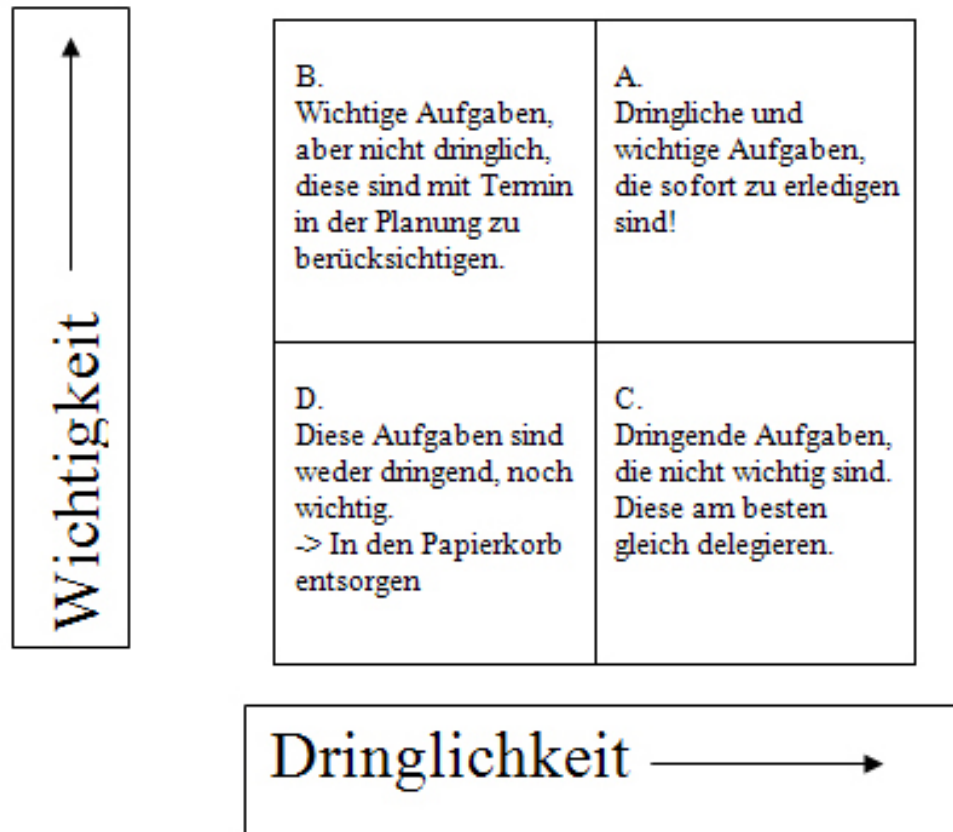 Wichtigkeit
B.
Wichtige Aufgaben,
aber nicht dringlich,
diese sind mit Termin
in der Planung zu
berücksichtigen.
A.
Dringliche und
wichtige Aufgaben,
die sofort zu erledigen
sind!
D.
Diese Aufgaben sind
weder dringend, noch
wichtig.
-> In den Papierkorb
entsorgen
C.
Dringende Aufgaben,
die nicht wichtig sind.
Diese am besten
gleich delegieren.
Dringlichkeit